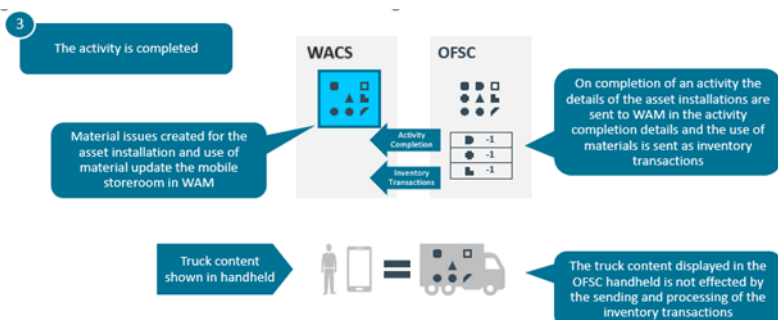 3
The activity is completed
WACS
OFSC
Material issues created for the
asset installation and use of
material update the mobile
storeroom in WAM
Activity
Completion
Inventory
Transactions
-1
-1
-1
On completion of an activity the
details of the asset installations are
sent to WAM in the activity
completion details and the use of
materials is sent as inventory
transactions
Truck content
shown in handheld
=
The truck content displayed in the
OFSC handheld is not effected by
the sending and processing of the
inventory transactions